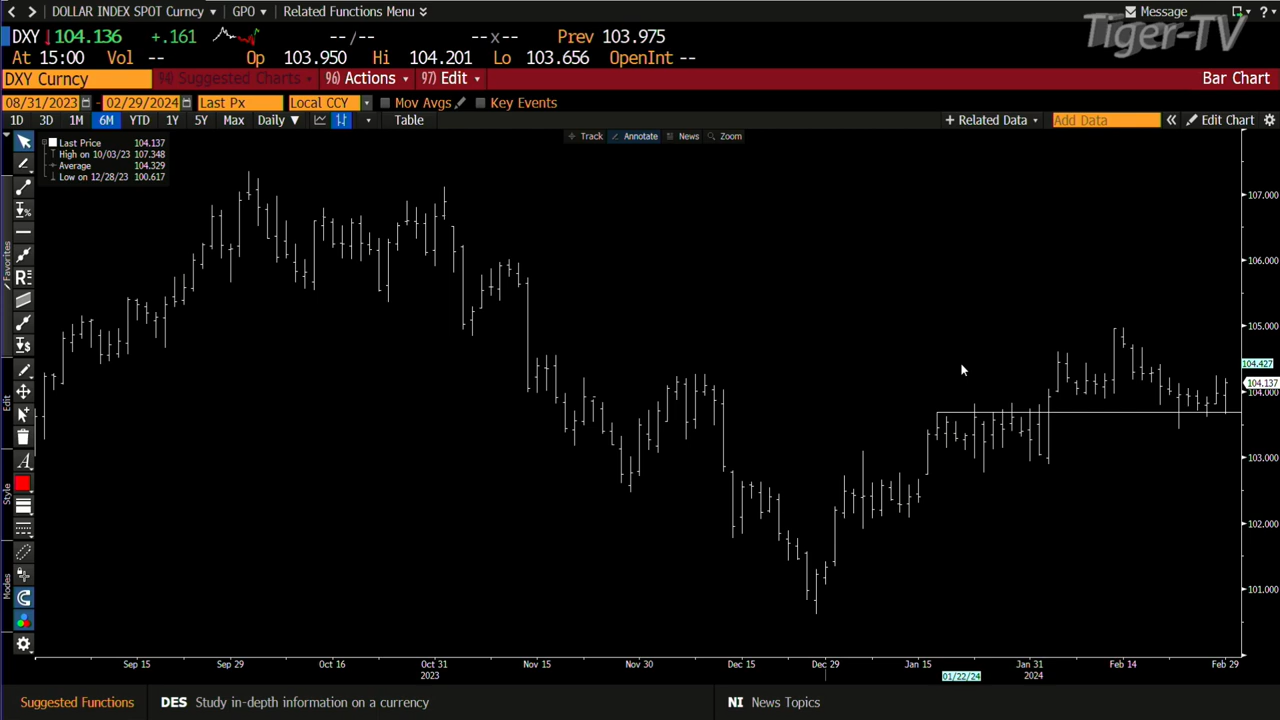 DOLLAR INDEX SPOT Curncy GPO Related Functions Menu Message
Tiger-TV
DXY 104.136 +.161 -- / -- -- x -- Prev 103.975
At 15:00 Vol -- Op 103.950 Hi 104.201 Lo 103.656 OpenInt --
DXY Curncy 94) Suggested Charts 96) Actions 97) Edit Bar Chart
08/31/2023 - 02/29/2024 Last Px Local CCY Mov Avgs Key Events
1D 3D 1M 6M YTD 1Y 5Y Max Daily ▼ Table + Related Data Add Data « Edit Chart
Track Annotate News Zoom
Last Price 104.137
High on 10/03/23 107.348
Average 104.329
Low on 12/28/23 100.617
107.000
106.000
105.000
104.427
104.137
104.000
103.000
102.000
101.000
Favorites
Edit
Style
Modes
Sep 15 Sep 29 Oct 16 Oct 31 Nov 15 Nov 30 Dec 15 Dec 29 Jan 15 Jan 31 Feb 14 Feb 29
2023 01/22/24 2024
Suggested Functions DES Study in-depth information on a currency NI News Topics